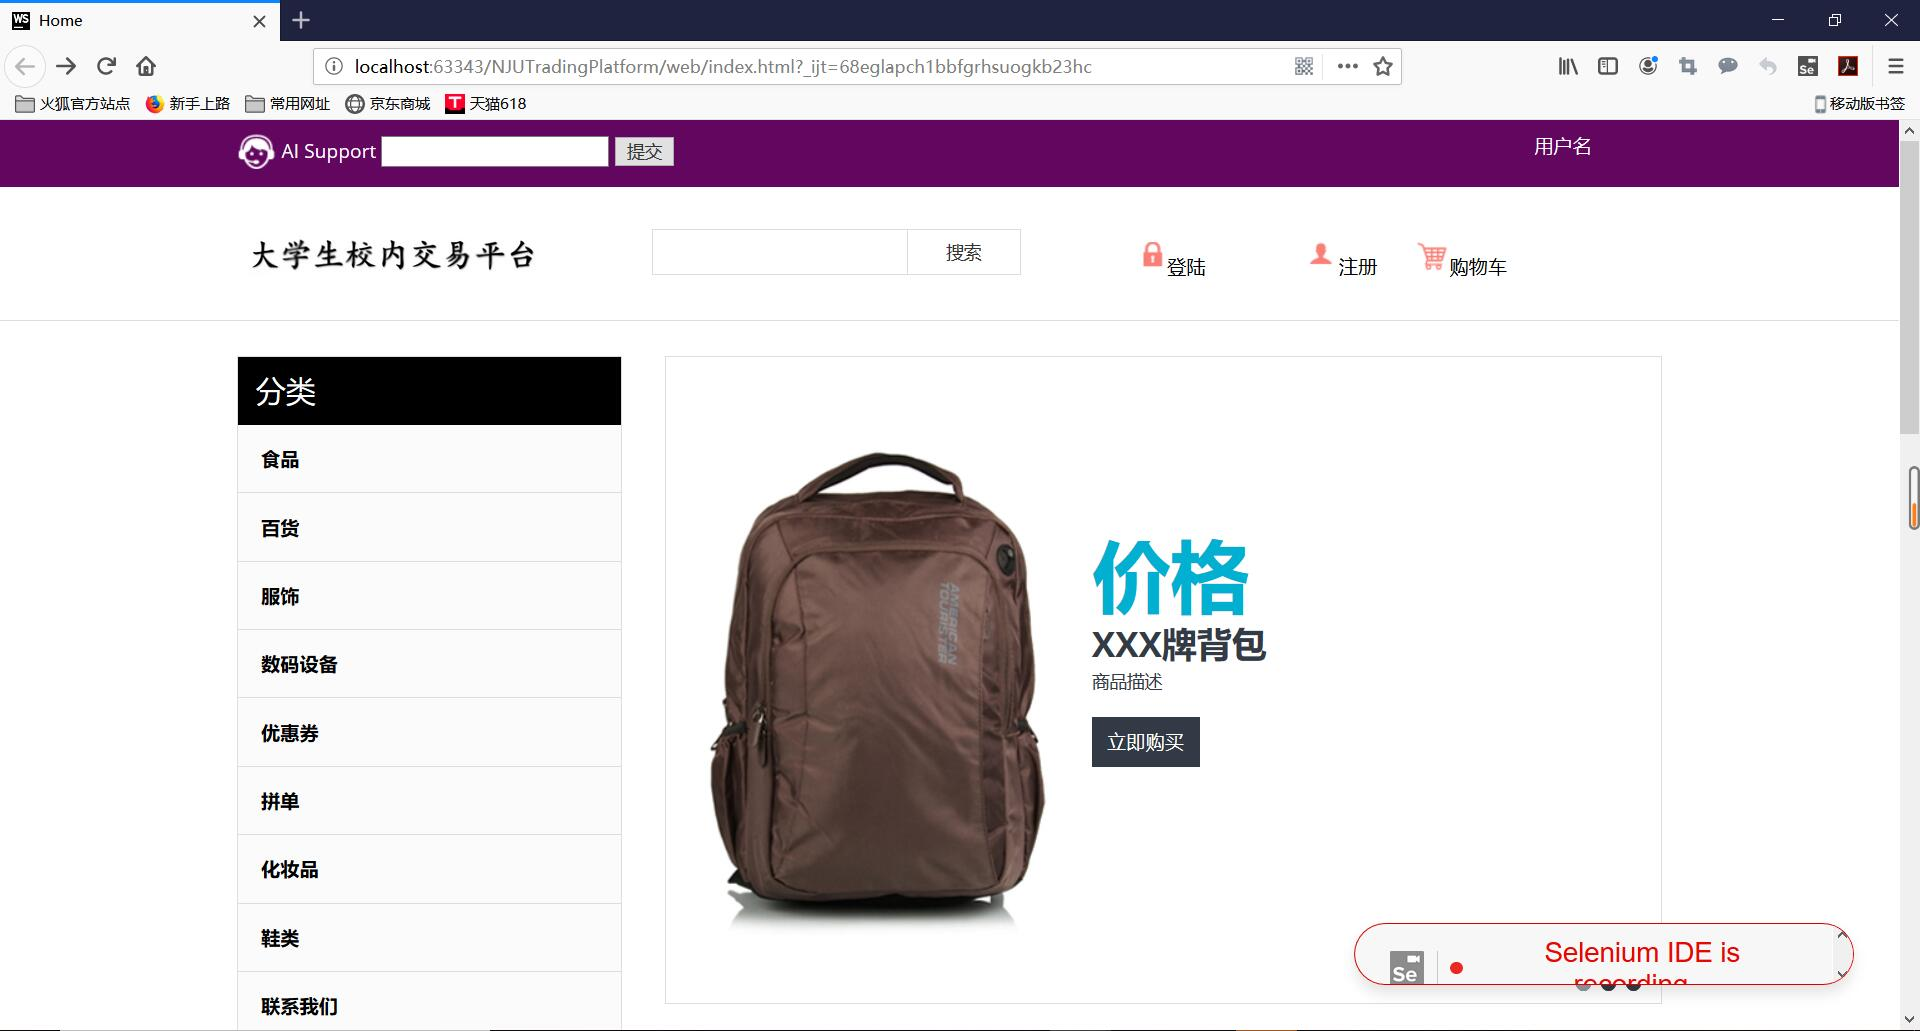 Home
localhost:63343/NJUTradingPlatform/web/index.html?_ijt=68eglapch1bbfgrhsuogkb23hc
火狐官方站点 新手上路 常用网址 京东商城 天猫618 移动版书签
AI Support 提交 用户名
大学生校内交易平台 搜索 登陆 注册 购物车
分类
食品
百货
服饰
数码设备
优惠券
拼单
化妆品
鞋类
联系我们
AMERICAN
TOURISTER
价格
XXX牌背包
商品描述
立即购买
Se Selenium IDE is
recording